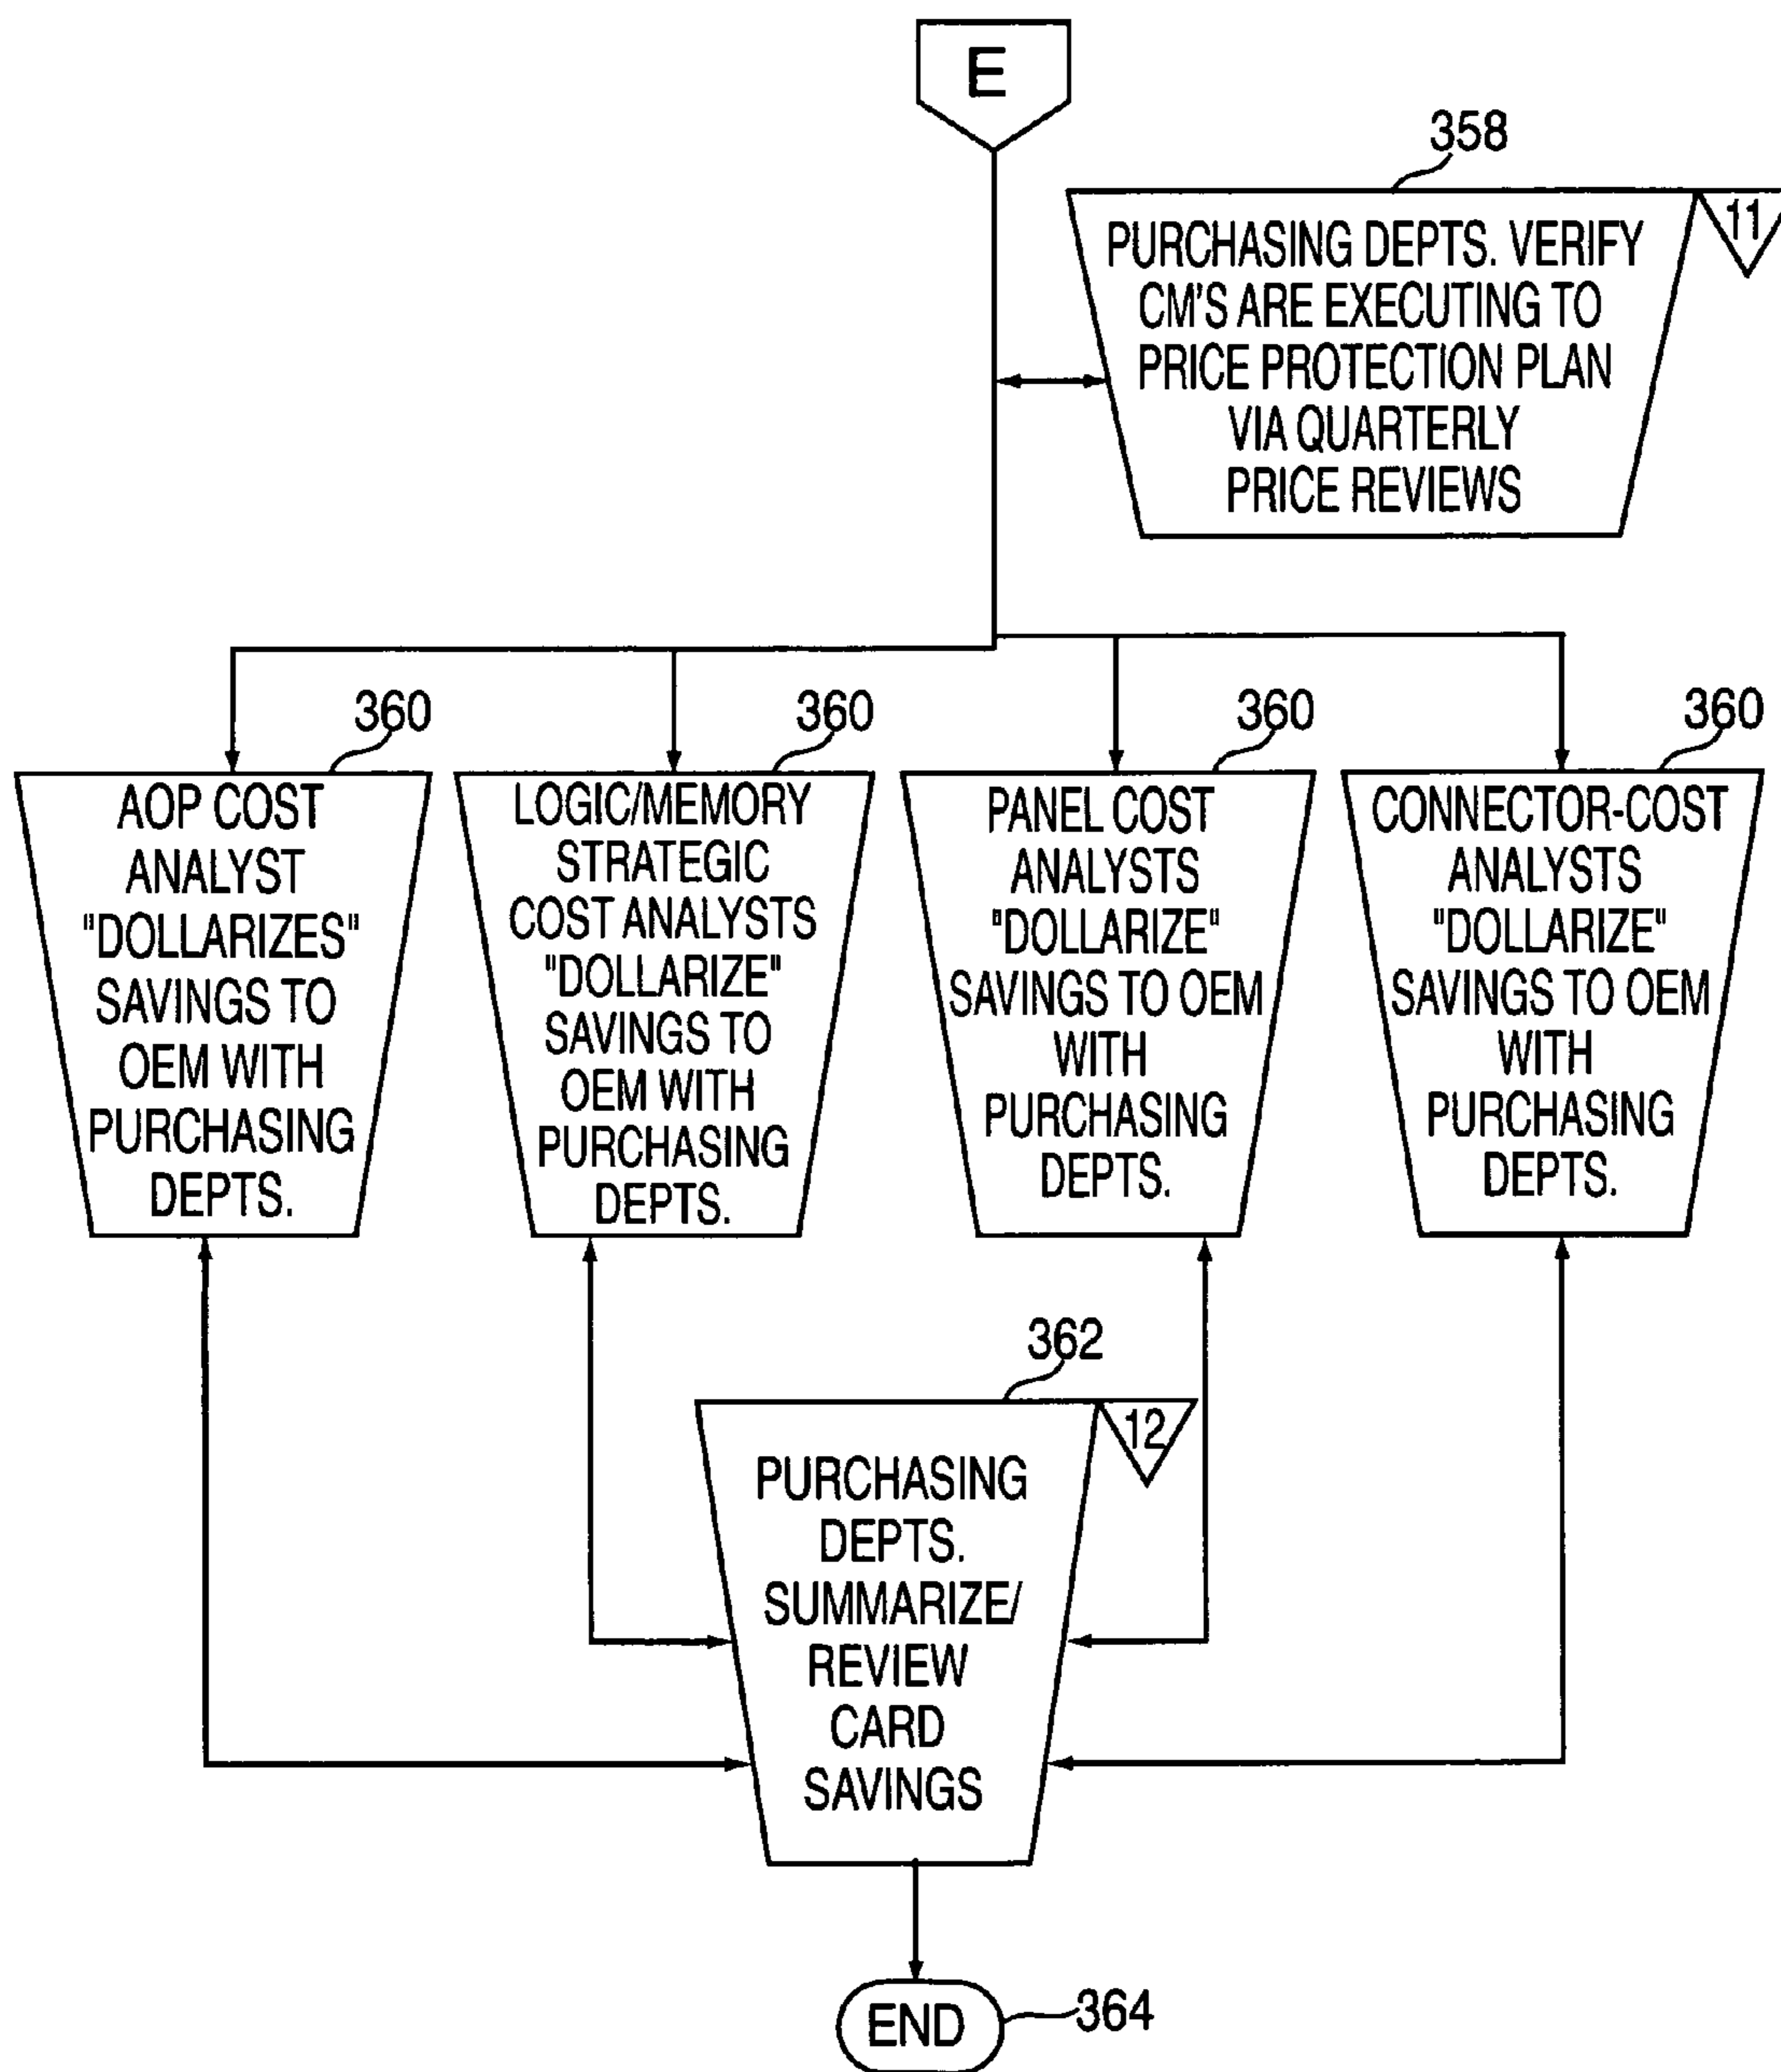 E
358
11
PURCHASING DEPTS. VERIFY
CM'S ARE EXECUTING TO
PRICE PROTECTION PLAN
VIA QUARTERLY
PRICE REVIEWS
360
AOP COST
ANALYST
"DOLLARIZES"
SAVINGS TO
OEM WITH
PURCHASING
DEPTS.
360
LOGIC/MEMORY
STRATEGIC
COST ANALYSTS
"DOLLARIZE"
SAVINGS TO
OEM WITH
PURCHASING
DEPTS.
360
PANEL COST
ANALYSTS
"DOLLARIZE"
SAVINGS TO OEM
WITH
PURCHASING
DEPTS.
360
CONNECTOR-COST
ANALYSTS
"DOLLARIZE"
SAVINGS TO OEM
WITH
PURCHASING
DEPTS.
362
12
PURCHASING
DEPTS.
SUMMARIZE/
REVIEW
CARD
SAVINGS
END
364